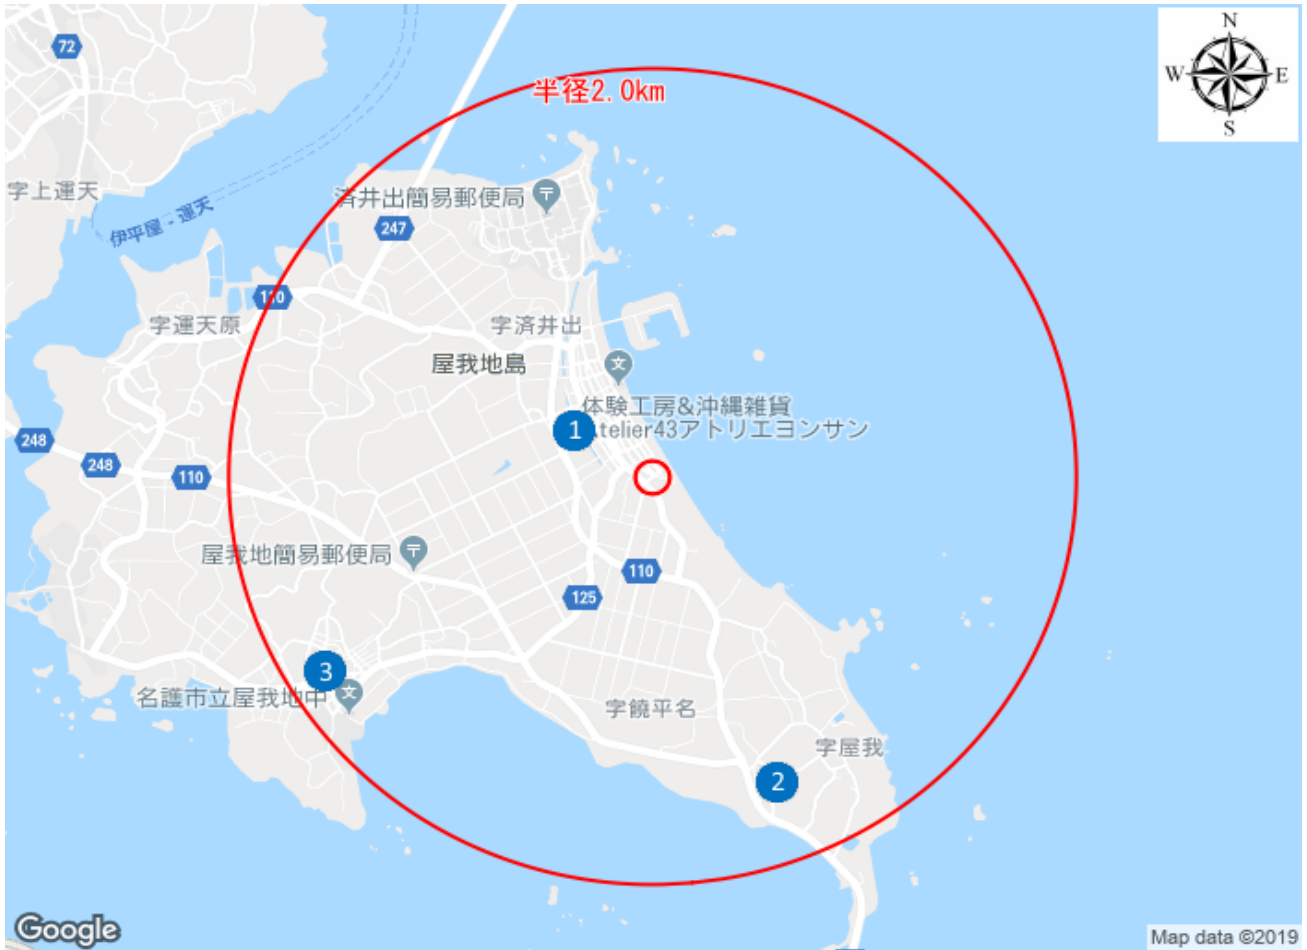 N
72
W
E
半径2.0km
S
字上運天
済井出簡易郵便局
〒
伊平屋 - 運天
247
110
字運天原
字済井出
屋我地島
文
体験工房&沖縄雑貨
1
telier43アトリエヨンサン
248
248
110
屋我地簡易郵便局
〒
110
125
3
名護市立屋我地中
文
字饒平名
字屋我
2
Google
Map data ©2019